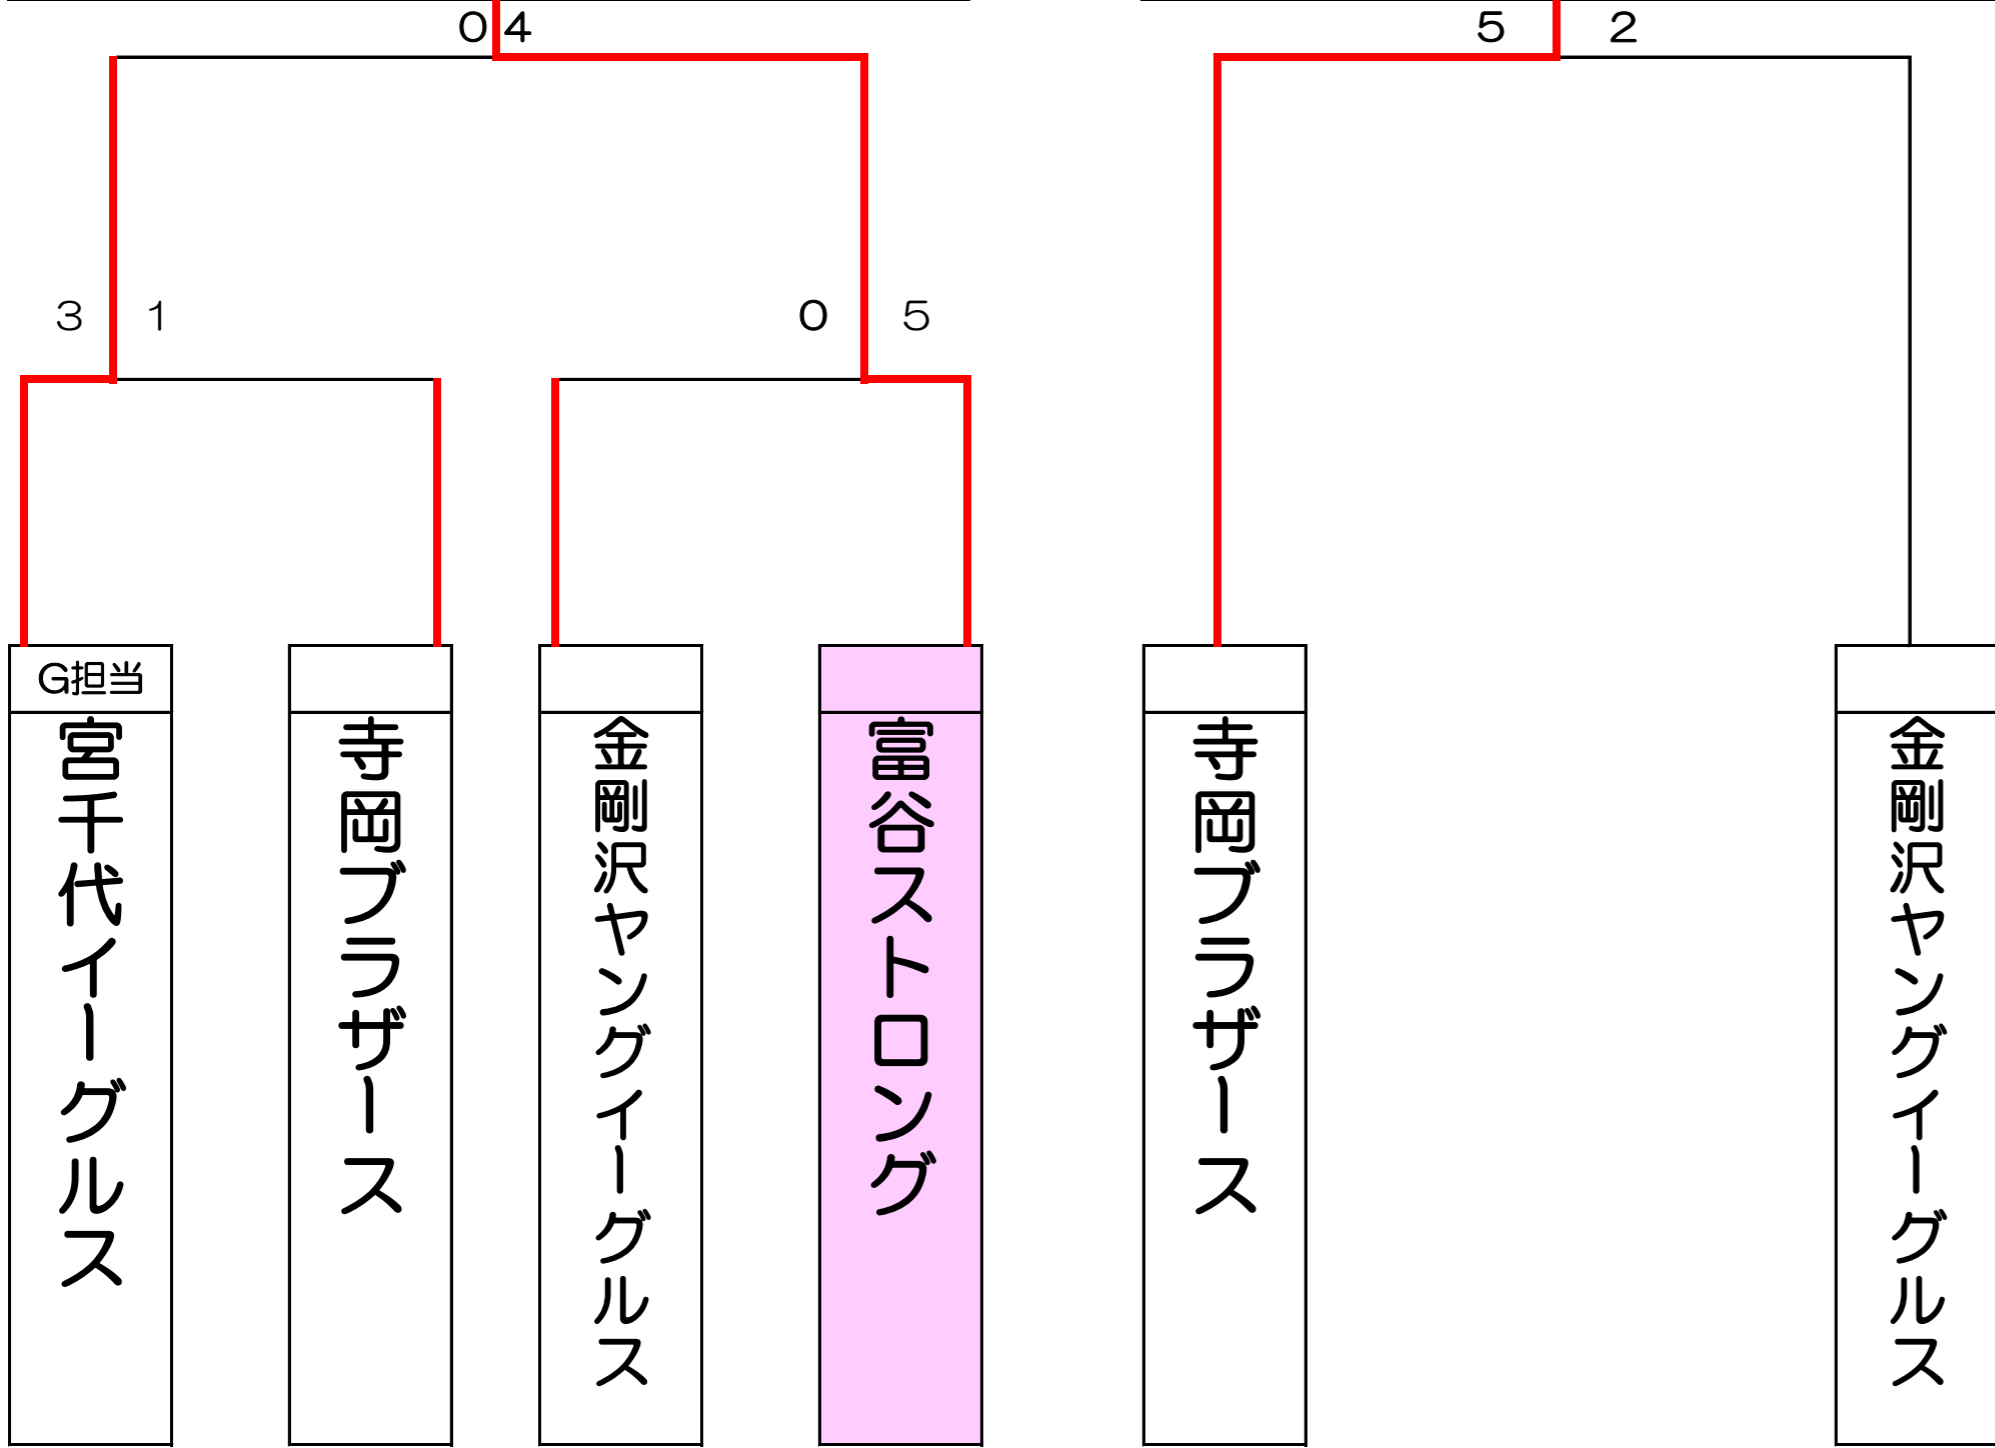 ０４
５ ２
３ １
０ ５
G担当
宮千代イーグルス
寺岡ブラザース
金剛沢ヤングイーグルス
富谷ストロング
寺岡ブラザース
金剛沢ヤングイーグルス